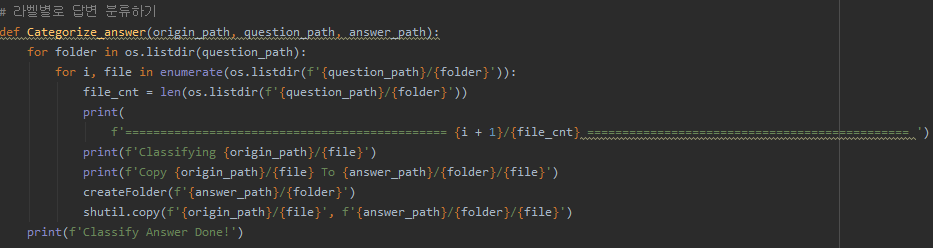 # 라벨별로 답변 분류하기
def Categorize_answer(origin_path, question_path, answer_path):
    for folder in os.listdir(question_path):
        for i, file in enumerate(os.listdir(f'{question_path}/{folder}')):
            file_cnt = len(os.listdir(f'{question_path}/{folder}'))
            print(
                f'============================================== {i + 1}/{file_cnt} ============================================== ')
            print(f'Classifying {origin_path}/{file}')
            print(f'Copy {origin_path}/{file} To {answer_path}/{folder}/{file}')
            createFolder(f'{answer_path}/{folder}')
            shutil.copy(f'{origin_path}/{file}', f'{answer_path}/{folder}/{file}')
    print(f'Classify Answer Done!')